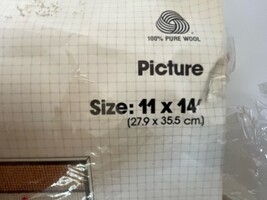 100% PURE WOOL
Picture
Size: 11 x 14'
(27.9 x 35.5 cm.)